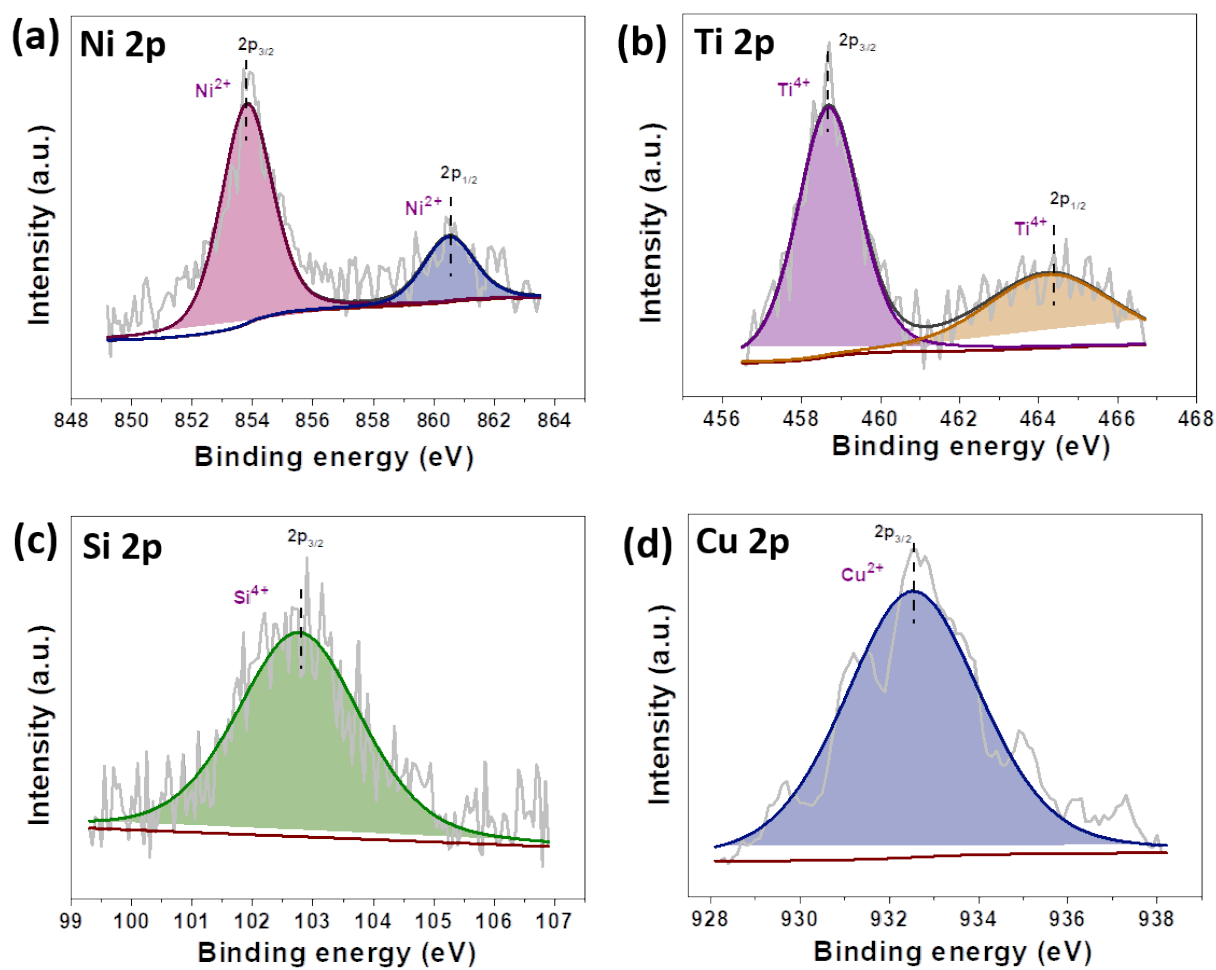 (a)
Ni 2p
2p3/2
Ni2+
2p1/2
Ni2+
Intensity (a.u.)
848 850 852 854 856 858 860 862 864
Binding energy (eV)
(b)
Ti 2p
2p3/2
Ti4+
2p1/2
Ti4+
Intensity (a.u.)
456 458 460 462 464 466 468
Binding energy (eV)
(c)
Si 2p
2p3/2
Si4+
Intensity (a.u.)
99 100 101 102 103 104 105 106 107
Binding energy (eV)
(d)
Cu 2p
2p3/2
Cu2+
Intensity (a.u.)
928 930 932 934 936 938
Binding energy (eV)